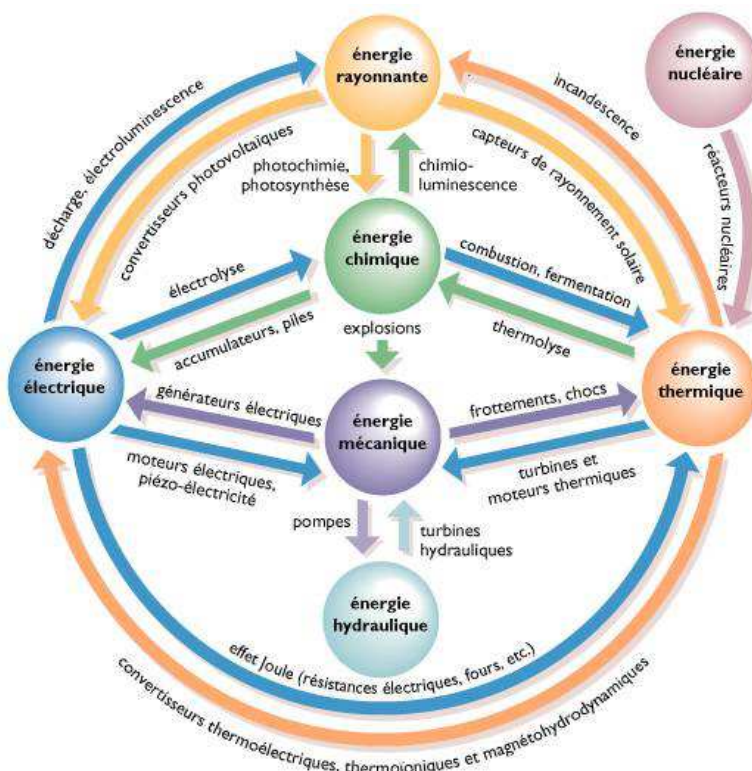 énergie
rayonnante
énergie
nucléaire
décharge, électroluminescence
convertisseurs photovoltaïques
photochimie,
photosynthèse
chimio-
luminescence
capteurs de rayonnement solaire
incandescence
réacteurs nucléaires
énergie
chimique
électrolyse
accumulateurs, piles
combustion, fermentation
thermolyse
explosions
énergie
électrique
énergie
thermique
générateurs électriques
moteurs électriques,
piézo-électricité
énergie
mécanique
frottements, chocs
turbines et
moteurs thermiques
pompes
turbines
hydrauliques
énergie
hydraulique
effet Joule (résistances électriques, fours, etc.)
convertisseurs thermoélectriques, thermoïoniques et magnétohydrodynamiques